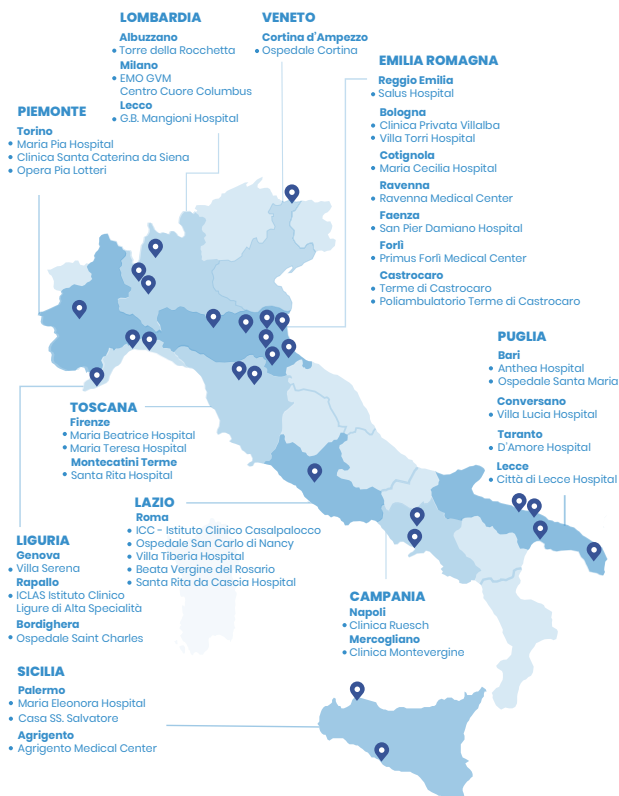 LOMBARDIA
Albuzzano
• Torre della Rocchetta
Milano
• EMO GVM
Centro Cuore Columbus
Lecco
• G.B. Mangioni Hospital
VENETO
Cortina d'Ampezzo
• Ospedale Cortina
EMILIA ROMAGNA
Reggio Emilia
• Salus Hospital
Bologna
• Clinica Privata Villalba
• Villa Torri Hospital
Cotignola
• Maria Cecilia Hospital
Ravenna
• Ravenna Medical Center
Faenza
• San Pier Damiano Hospital
Forlì
• Primus Forlì Medical Center
Castrocaro
• Terme di Castrocaro
• Poliambulatorio Terme di Castrocaro
PIEMONTE
Torino
• Maria Pia Hospital
• Clinica Santa Caterina da Siena
• Opera Pia Lotteri
PUGLIA
Bari
• Anthea Hospital
• Ospedale Santa Maria
Conversano
• Villa Lucia Hospital
Taranto
• D'Amore Hospital
Lecce
• Città di Lecce Hospital
TOSCANA
Firenze
• Maria Beatrice Hospital
• Maria Teresa Hospital
Montecatini Terme
• Santa Rita Hospital
LAZIO
Roma
• ICC - Istituto Clinico Casalpalocco
• Ospedale San Carlo di Nancy
• Villa Tiberia Hospital
• Beata Vergine del Rosario
• Santa Rita da Cascia Hospital
LIGURIA
Genova
• Villa Serena
Rapallo
• ICLAS Istituto Clinico
Ligure di Alta Specialità
Bordighera
• Ospedale Saint Charles
CAMPANIA
Napoli
• Clinica Ruesch
Mercogliano
• Clinica Montevergine
SICILIA
Palermo
• Maria Eleonora Hospital
• Casa SS. Salvatore
Agrigento
• Agrigento Medical Center